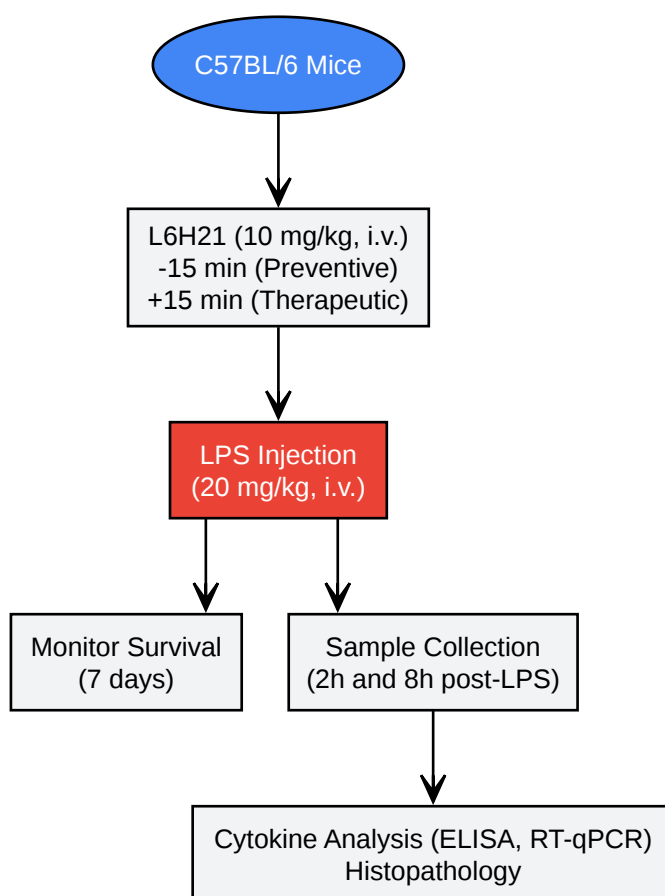 C57BL/6 Mice
L6H21 (10 mg/kg, i.v.)
-15 min (Preventive)
+15 min (Therapeutic)
LPS Injection
(20 mg/kg, i.v.)
Monitor Survival
(7 days)
Sample Collection
(2h and 8h post-LPS)
Cytokine Analysis (ELISA, RT-qPCR)
Histopathology